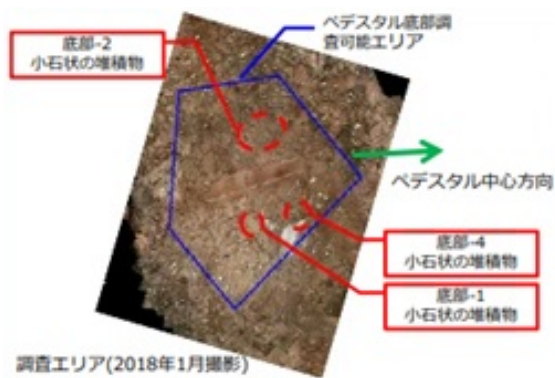 ペデスタル底部調
査可能エリア
底部-2
小石状の堆積物
ペデスタル中心方向
底部-4
小石状の堆積物
底部-1
小石状の堆積物
調査エリア(2018年1月撮影)